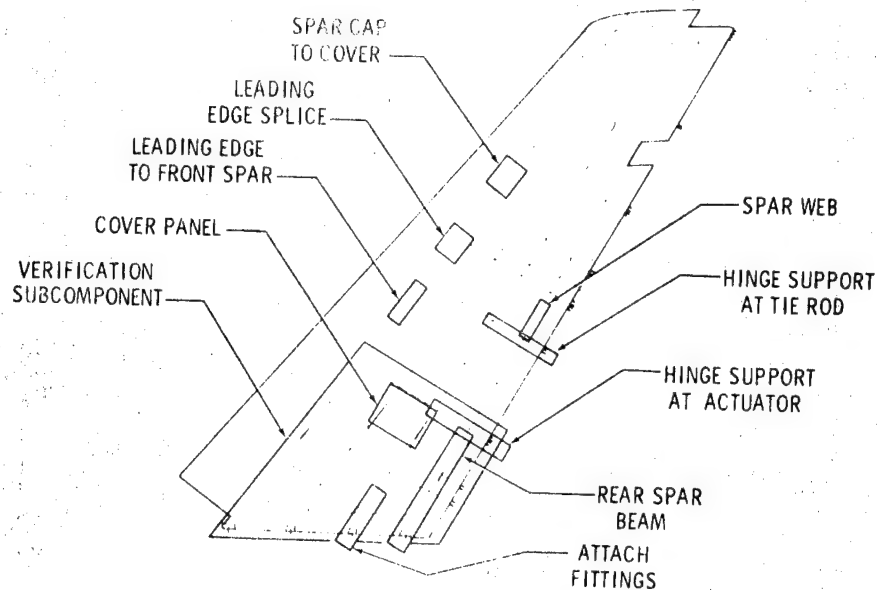 SPAR CAP
TO COVER
LEADING
EDGE SPLICE
LEADING EDGE
TO FRONT SPAR
COVER PANEL
VERIFICATION
SUBCOMPONENT
SPAR WEB
HINGE SUPPORT
AT TIE ROD
HINGE SUPPORT
AT ACTUATOR
REAR SPAR
BEAM
ATTACH
FITTINGS